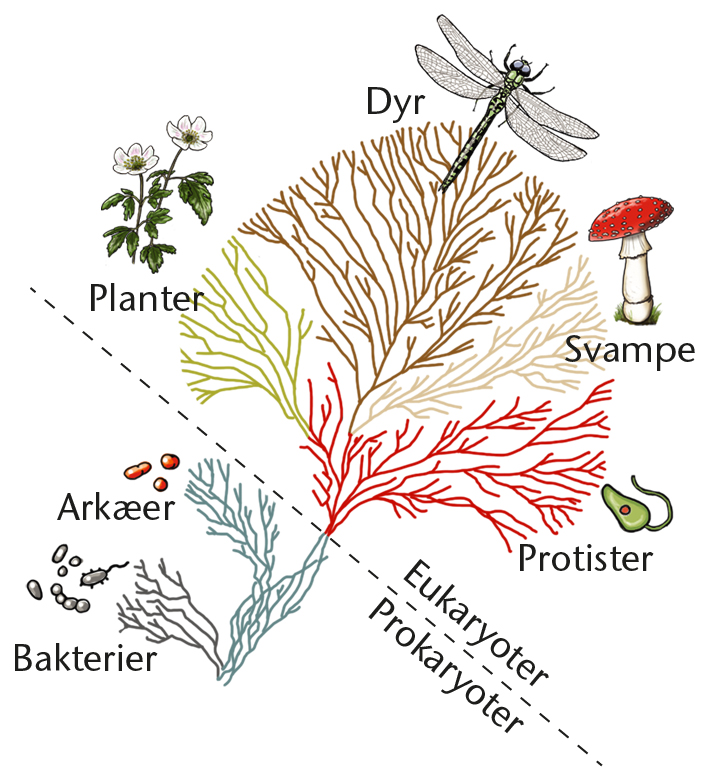 Dyr
Planter
Svampe
Arkæer
Protister
Bakterier
Eukaryoter
Prokaryoter